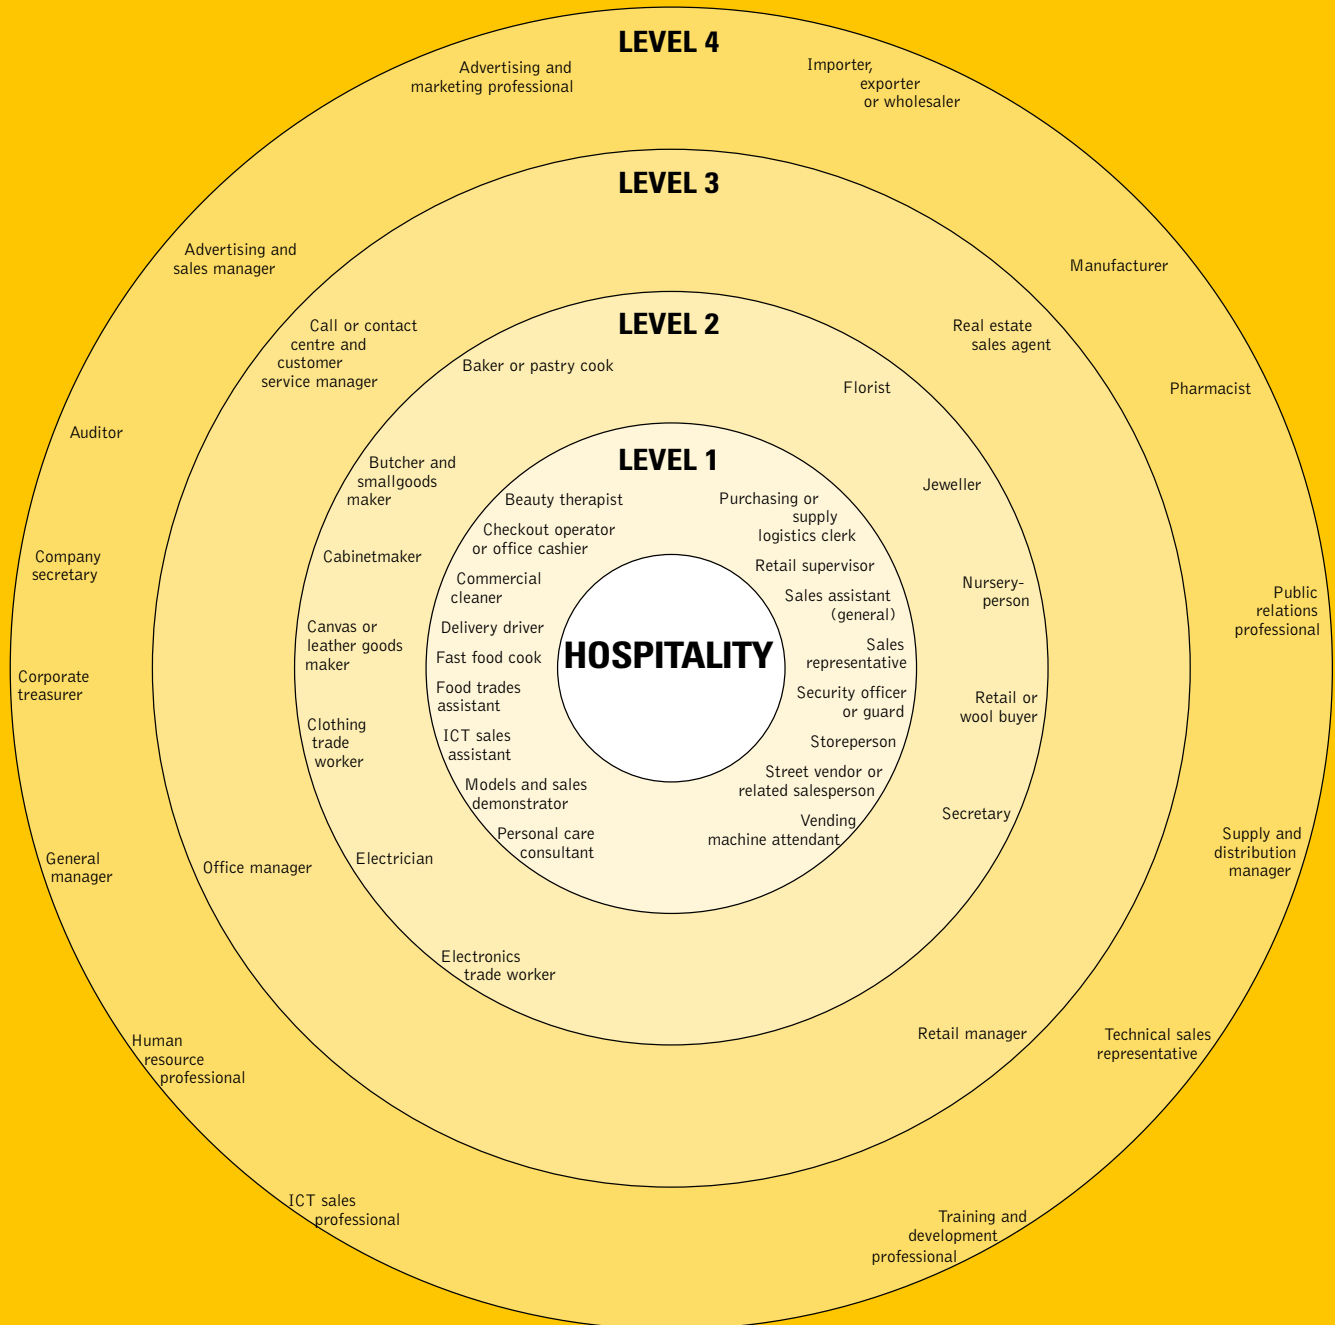 LEVEL 4
Advertising and
marketing professional
Importer,
exporter
or wholesaler
Advertising and
sales manager
Manufacturer
Auditor
Pharmacist
Company
secretary
Public
relations
professional
Corporate
treasurer
General
manager
Supply and
distribution
manager
Human
resource
professional
Technical sales
representative
ICT sales
professional
Training and
development
professional
LEVEL 3
Call or contact
centre and
customer
service manager
Real estate
sales agent
Office manager
Retail manager
LEVEL 2
Baker or pastry cook
Florist
Butcher and
smallgoods
maker
Jeweller
Cabinetmaker
Nursery-
person
Canvas or
leather goods
maker
Retail or
wool buyer
Clothing
trade
worker
Secretary
Electrician
Electronics
trade worker
LEVEL 1
Beauty therapist
Checkout operator
or office cashier
Commercial
cleaner
Delivery driver
Fast food cook
Food trades
assistant
ICT sales
assistant
Models and sales
demonstrator
Personal care
consultant
Purchasing or
supply
logistics clerk
Retail supervisor
Sales assistant
(general)
Sales
representative
Security officer
or guard
Storeperson
Street vendor or
related salesperson
Vending
machine attendant
HOSPITALITY